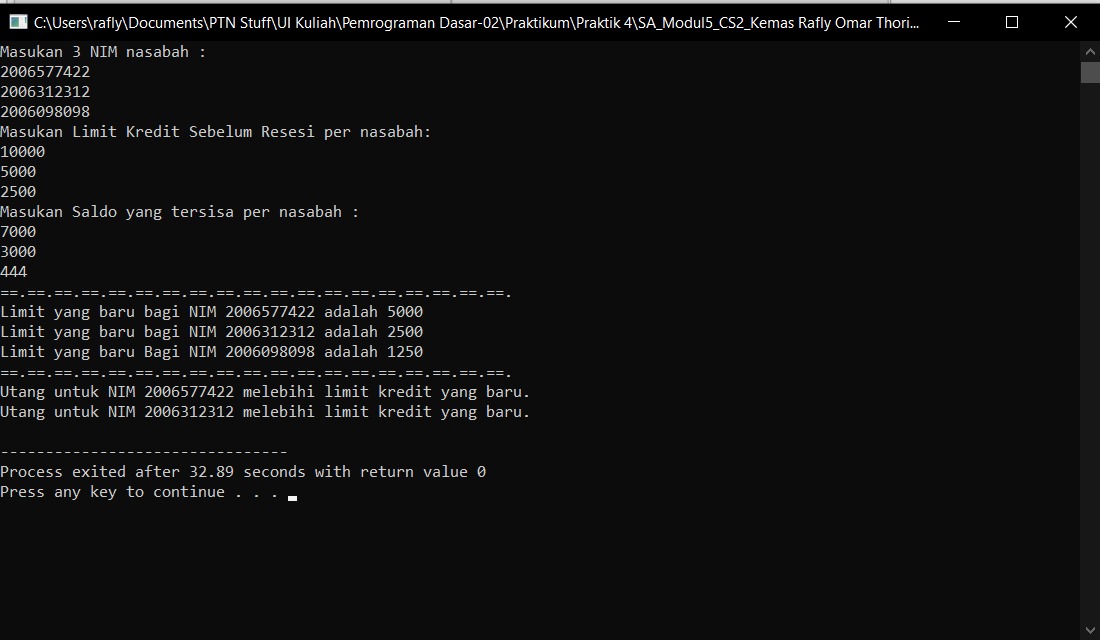 C:\Users\rafly\Documents\PTN Stuff\UI Kuliah\Pemrograman Dasar-02\Praktikum\Praktik 4\SA_Modul5_CS2_Kemas Rafly Omar Thori...
Masukan 3 NIM nasabah :
2006577422
2006312312
2006098098
Masukan Limit Kredit Sebelum Resesi per nasabah:
10000
5000
2500
Masukan Saldo yang tersisa per nasabah :
7000
3000
444
==.==.==.==.==.==.==.==.==.==.==.==.==.==.==.==.==.==.==.
Limit yang baru bagi NIM 2006577422 adalah 5000
Limit yang baru bagi NIM 2006312312 adalah 2500
Limit yang baru Bagi NIM 2006098098 adalah 1250
==.==.==.==.==.==.==.==.==.==.==.==.==.==.==.==.==.==.==.
Utang untuk NIM 2006577422 melebihi limit kredit yang baru.
Utang untuk NIM 2006312312 melebihi limit kredit yang baru.
--------------------------------
Process exited after 32.89 seconds with return value 0
Press any key to continue . . .